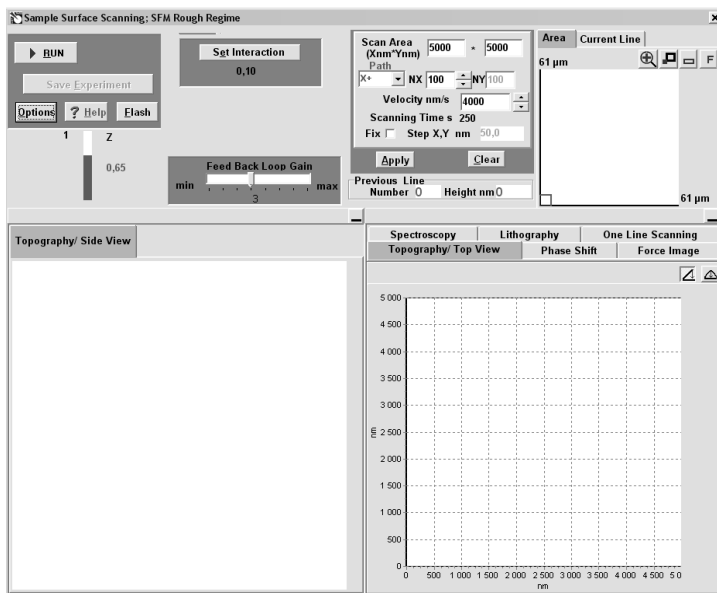 Sample Surface Scanning; SFM Rough Regime
RUN
Save Experiment
Options
? Help
Flash
1 Z
0,65
Set Interaction
0,10
Feed Back Loop Gain
min max
3
Scan Area
(Xnm*Ynm) 5000 * 5000
Path
X+ NX 100 NY 100
Velocity nm/s 4000
Scanning Time s 250
Fix Step X,Y nm 50,0
Apply Clear
Previous Line
Number 0 Height nm 0
Area Current Line
61 µm
F
61 µm
Topography/ Side View
Spectroscopy Lithography One Line Scanning
Topography/ Top View Phase Shift Force Image
5 000
4 500
4 000
3 500
3 000
2 500
2 000
1 500
1 000
500
0
nm
0 500 1 000 1 500 2 000 2 500 3 000 3 500 4 000 4 500 5 0
nm